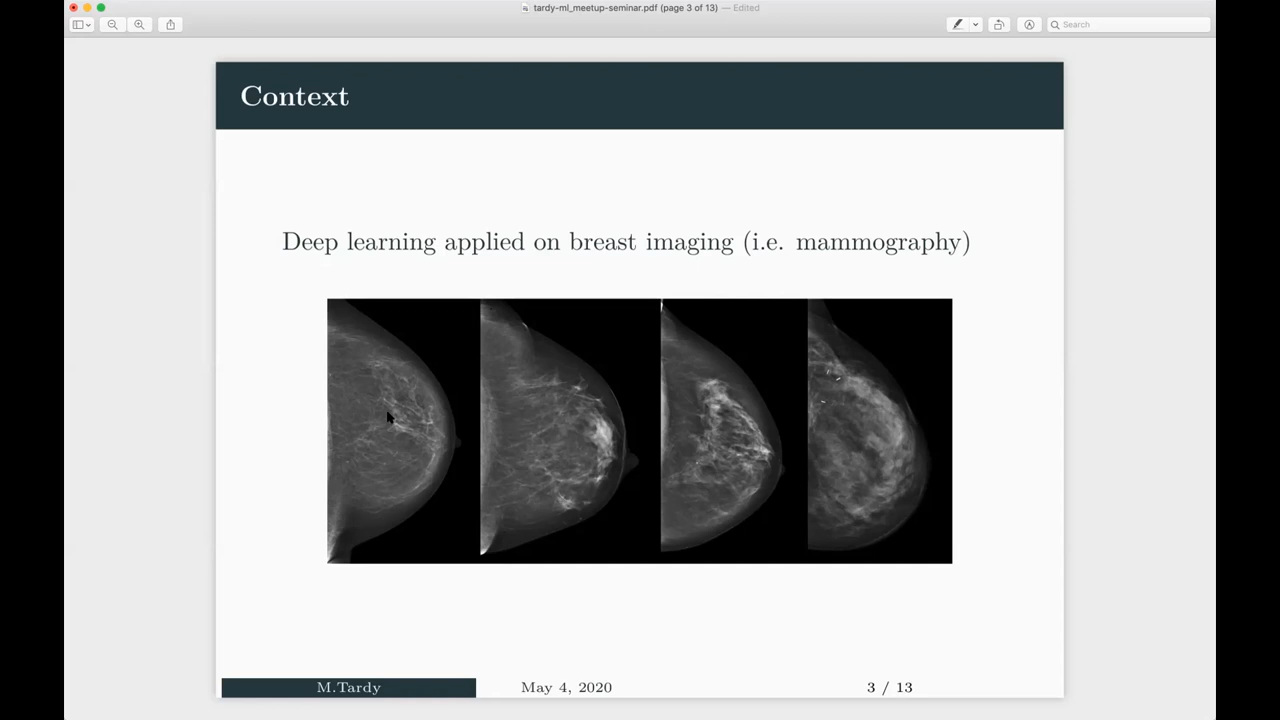 tardy-ml_meetup-seminar.pdf (page 3 of 13) — Edited
Search
Context
Deep learning applied on breast imaging (i.e. mammography)
M.Tardy May 4, 2020 3 / 13